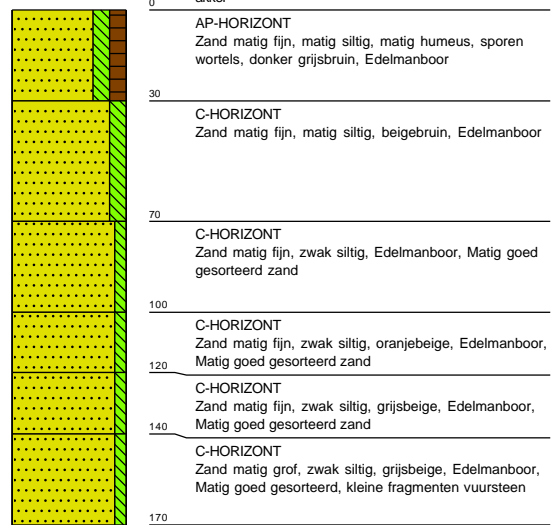 akker
0
AP-HORIZONT
Zand matig fijn, matig siltig, matig humeus, sporen
wortels, donker grijsbruin, Edelmanboor
30
C-HORIZONT
Zand matig fijn, matig siltig, beigebruin, Edelmanboor
70
C-HORIZONT
Zand matig fijn, zwak siltig, Edelmanboor, Matig goed
gesorteerd zand
100
C-HORIZONT
Zand matig fijn, zwak siltig, oranjebeige, Edelmanboor,
Matig goed gesorteerd zand
120
C-HORIZONT
Zand matig fijn, zwak siltig, grijsbeige, Edelmanboor,
Matig goed gesorteerd zand
140
C-HORIZONT
Zand matig grof, zwak siltig, grijsbeige, Edelmanboor,
Matig goed gesorteerd, kleine fragmenten vuursteen
170